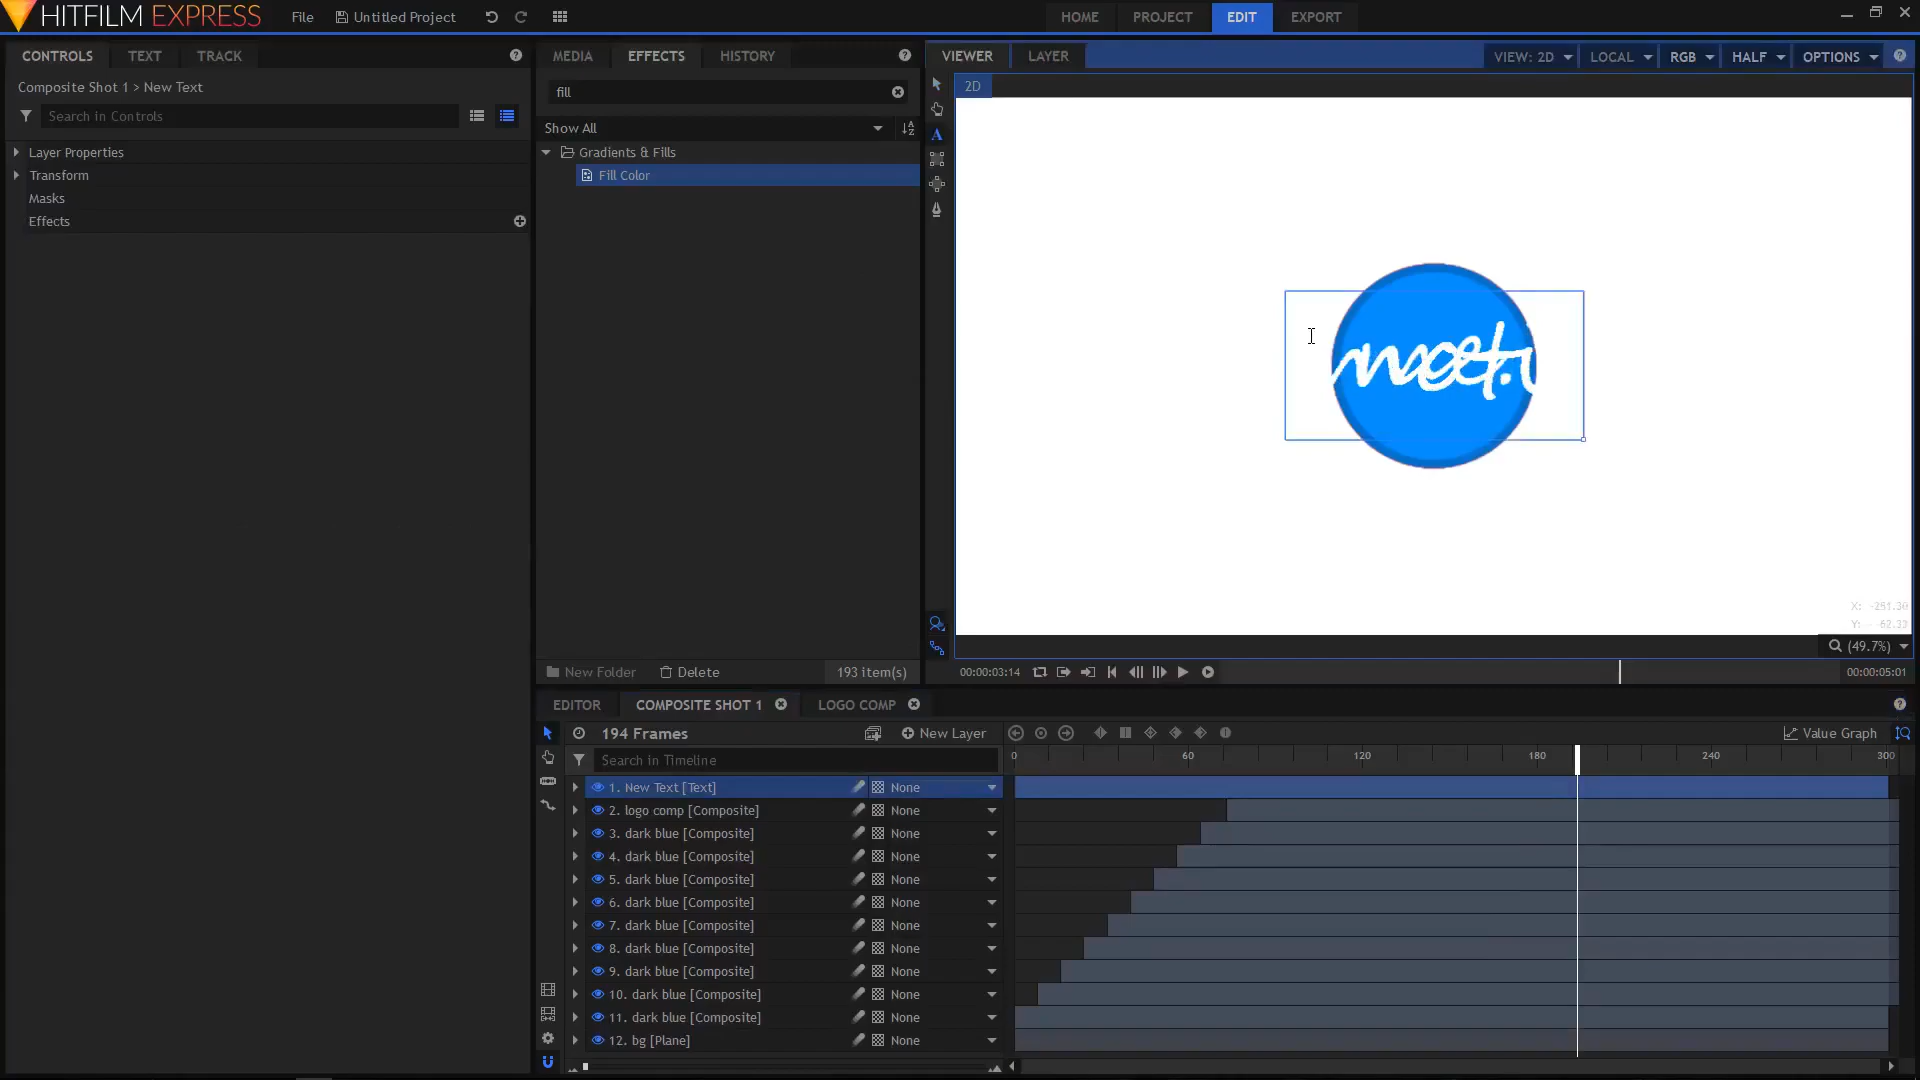 HITFILM EXPRESS
File
Untitled Project
HOME
PROJECT
EDIT
EXPORT
CONTROLS
TEXT
TRACK
Composite Shot 1 > New Text
Search in Controls
Layer Properties
Transform
Masks
Effects
MEDIA
EFFECTS
HISTORY
fill
Show All
Gradients & Fills
Fill Color
New Folder
Delete
193 item(s)
VIEWER
LAYER
VIEW: 2D
LOCAL
RGB
HALF
OPTIONS
2D
A
X: -251.30
Y: -62.33
(49.7%)
00:00:03:14
00:00:05:01
EDITOR
COMPOSITE SHOT 1
LOGO COMP
194 Frames
New Layer
Value Graph
Search in Timeline
0
60
120
180
240
300
1. New Text [Text] None
2. logo comp [Composite] None
3. dark blue [Composite] None
4. dark blue [Composite] None
5. dark blue [Composite] None
6. dark blue [Composite] None
7. dark blue [Composite] None
8. dark blue [Composite] None
9. dark blue [Composite] None
10. dark blue [Composite] None
11. dark blue [Composite] None
12. bg [Plane] None